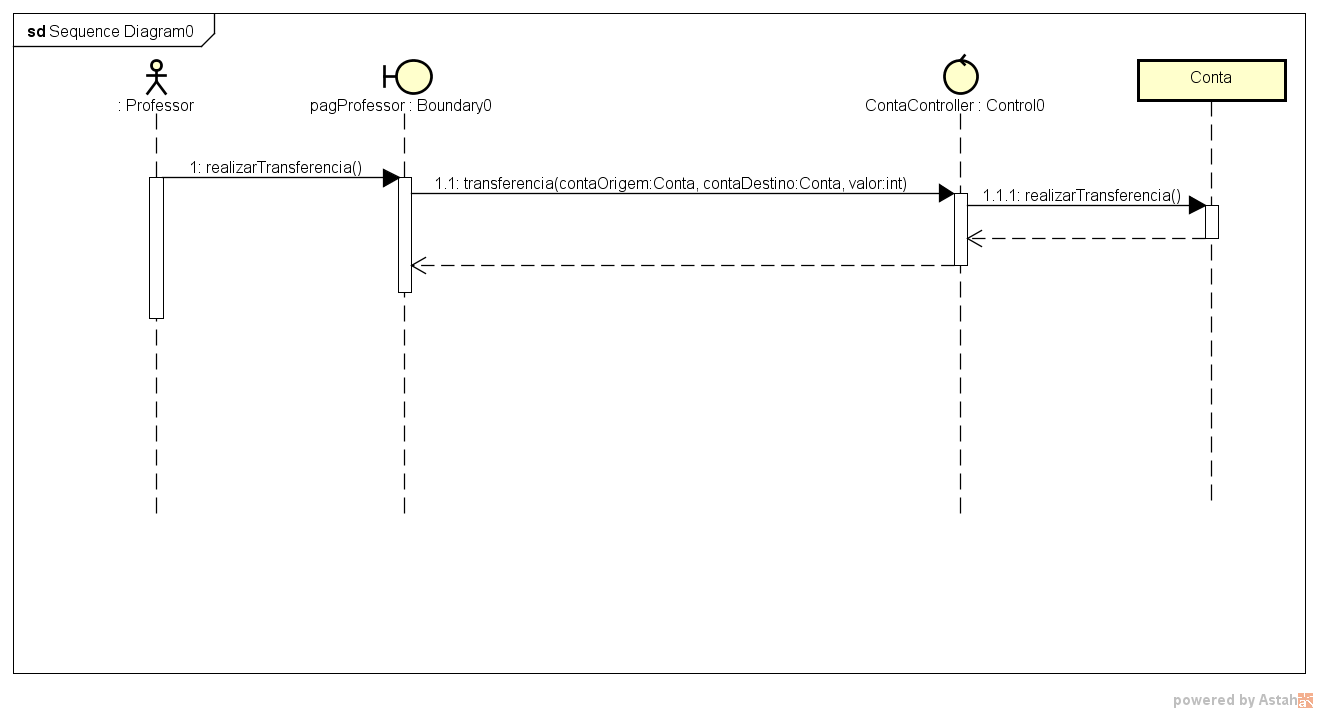 sd Sequence Diagram0
: Professor
pagProfessor : Boundary0
ContaController : Control0
Conta
1: realizarTransferencia()
1.1: transferencia(contaOrigem:Conta, contaDestino:Conta, valor:int)
1.1.1: realizarTransferencia()
powered by Astah